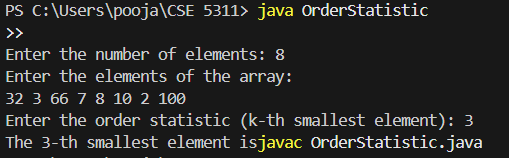 PS C:\Users\pooja\CSE 5311> java OrderStatistic
>>
Enter the number of elements: 8
Enter the elements of the array:
32 3 66 7 8 10 2 100
Enter the order statistic (k-th smallest element): 3
The 3-th smallest element isjavac OrderStatistic.java